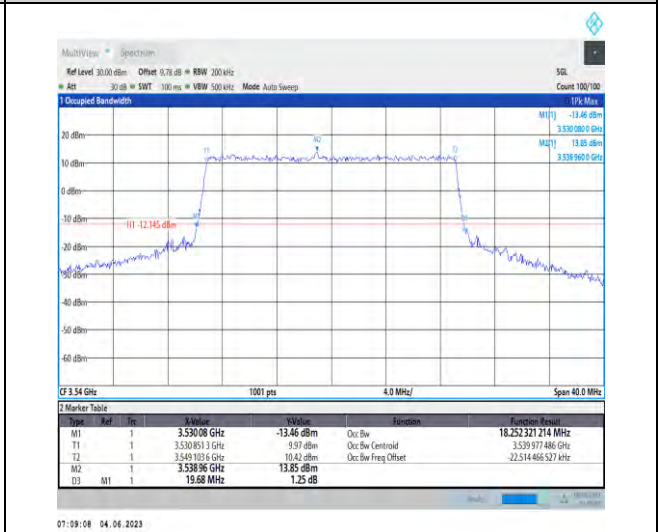 MultiView Spectrum
Ref Level 30.00 dBm Offset 9.78 dB RBW 200 kHz SGL
Att 30 dB SWT 100 ms VBW 500 kHz Mode Auto Sweep Count 100/100
1 Occupied Bandwidth 1Pk Max
M1[1] -13.46 dBm
3.530 080 0 GHz
M2[1] 13.85 dBm
3.538 960 0 GHz
20 dBm
T1 M2 T2
10 dBm
0 dBm
-10 dBm
H1 -12.145 dBm
-20 dBm
-30 dBm
-40 dBm
-50 dBm
-60 dBm
CF 3.54 GHz 1001 pts 4.0 MHz/ Span 40.0 MHz
2 Marker Table
Type Ref Trc X-Value Y-Value Function Function Result
M1 1 3.530 08 GHz -13.46 dBm Occ Bw 18.252 321 214 MHz
T1 1 3.530 851 3 GHz 9.97 dBm Occ Bw Centroid 3.539 977 486 GHz
T2 1 3.549 103 6 GHz 10.42 dBm Occ Bw Freq Offset -22.514 466 527 kHz
M2 1 3.538 96 GHz 13.85 dBm
D3 M1 1 19.68 MHz 1.25 dB
07:09:08 04.06.2023